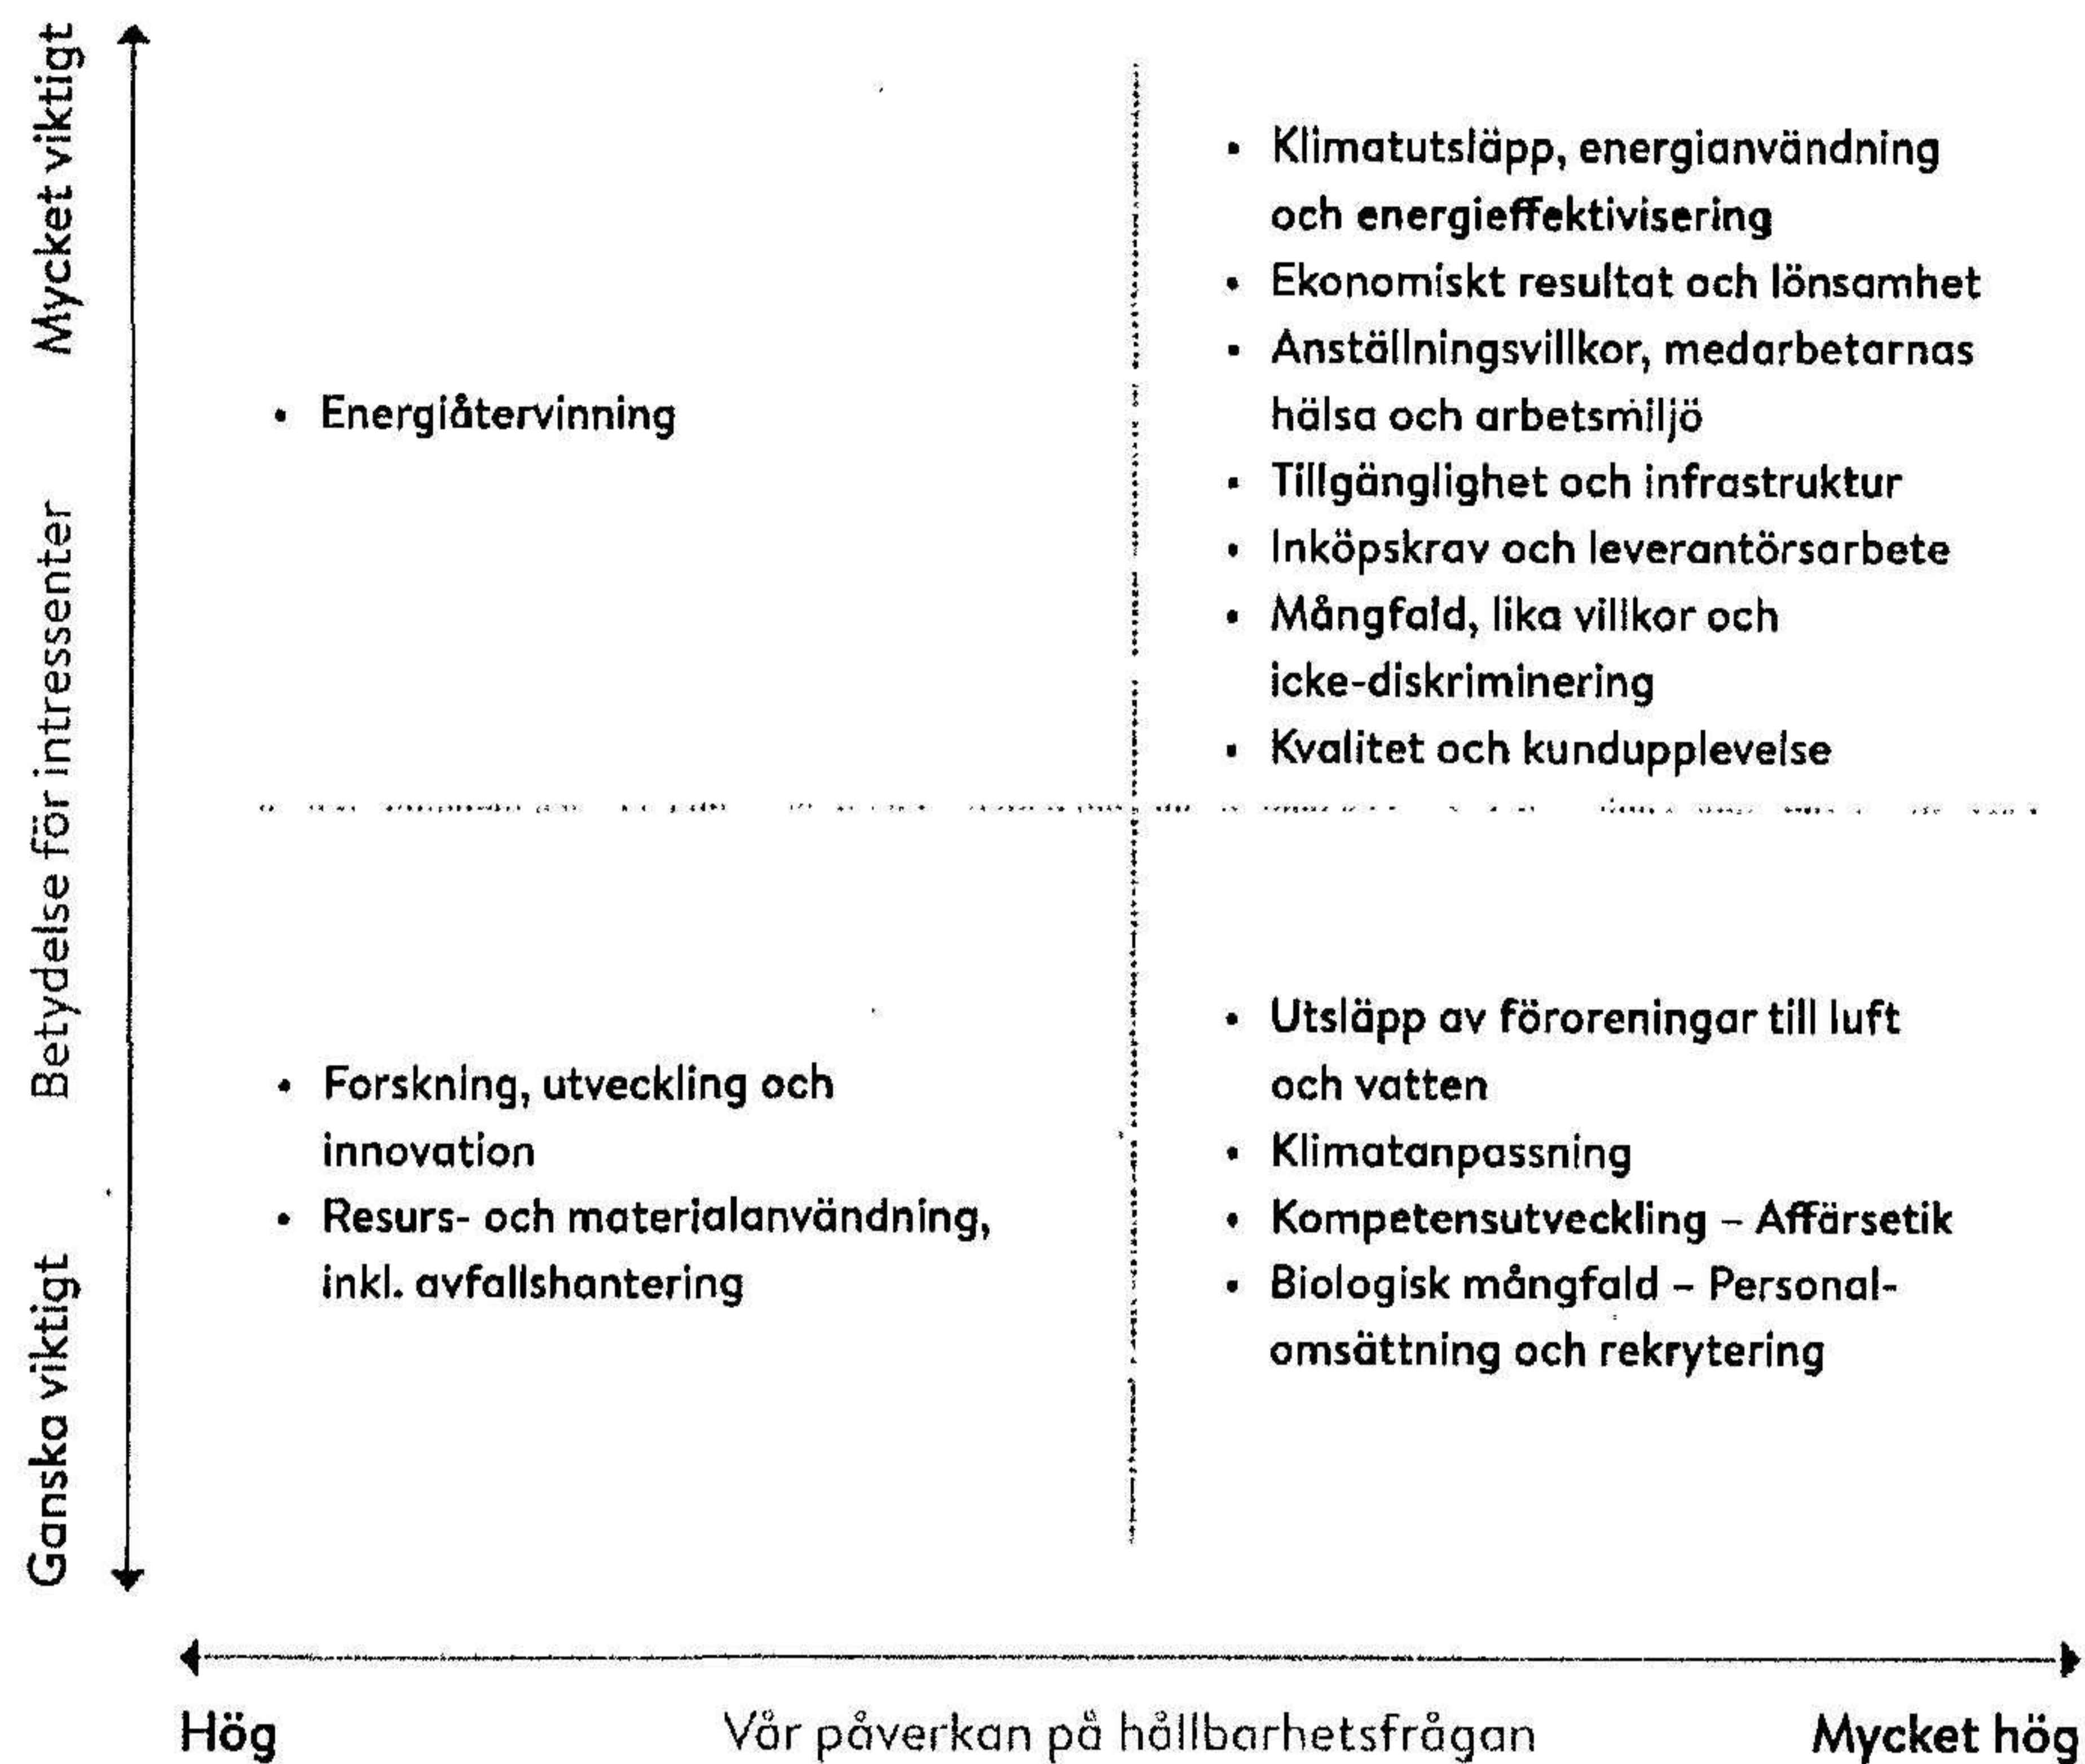 Mycket viktigt
Betydelse för intressenter
Ganska viktigt
• Energiåtervinning
• Klimatutsläpp, energianvändning
och energieffektivisering
• Ekonomiskt resultat och lönsamhet
• Anställningsvillkor, medarbetarnas
hälsa och arbetsmiljö
• Tillgänglighet och infrastruktur
• Inköpskrav och leverantörsarbete
• Mångfald, lika villkor och
icke-diskriminering
• Kvalitet och kundupplevelse
• Forskning, utveckling och
innovation
• Resurs- och materialanvändning,
inkl. avfallshantering
• Utsläpp av föroreningar till luft
och vatten
• Klimatanpassning
• Kompetensutveckling – Affärsetik
• Biologisk mångfald – Personal-
omsättning och rekrytering
Hög
Vår påverkan på hållbarhetsfrågan
Mycket hög